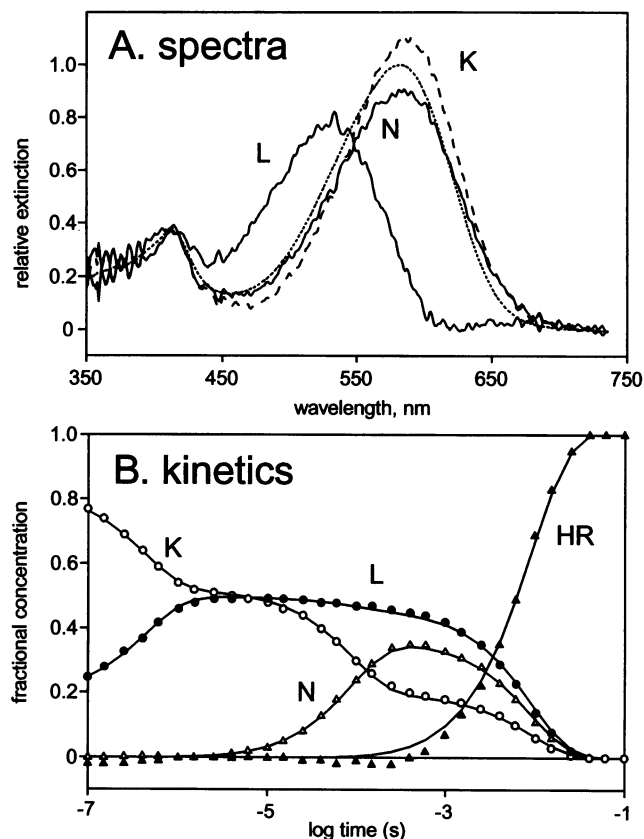 A. spectra
K
N
L
1.0
0.8
0.6
0.4
0.2
0
relative extinction
350
450
550
650
750
wavelength, nm
B. kinetics
K
L
HR
N
1.0
0.8
0.6
0.4
0.2
0
fractional concentration
-7
-5
-3
-1
log time (s)